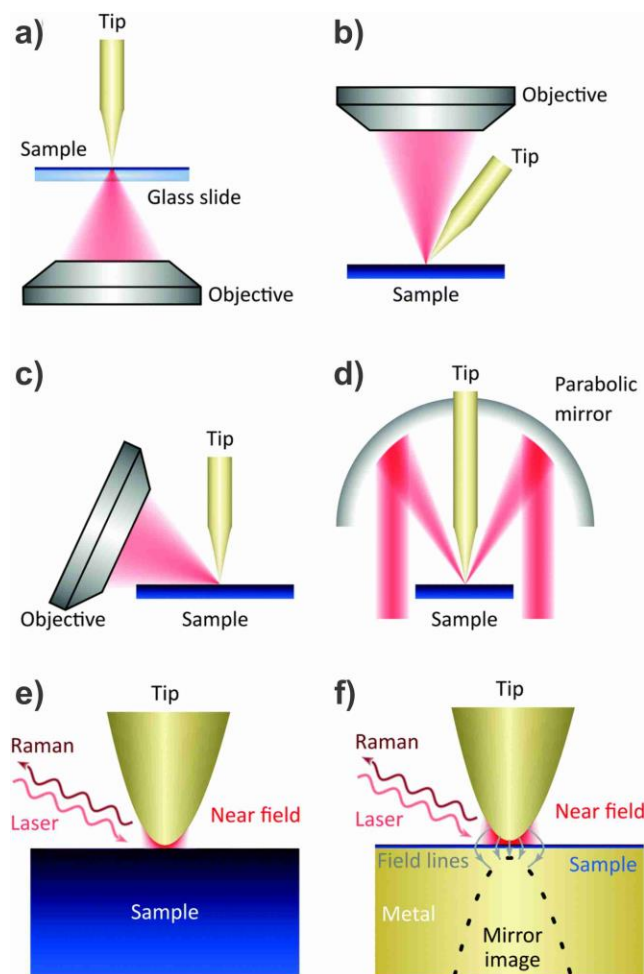 a)
Tip
Sample
Glass slide
Objective
b)
Objective
Tip
Sample
c)
Tip
Objective
Sample
d)
Tip
Parabolic
mirror
Sample
e)
Tip
Raman
Laser
Near field
Sample
f)
Tip
Raman
Laser
Near field
Field lines
Sample
Metal
Mirror
image